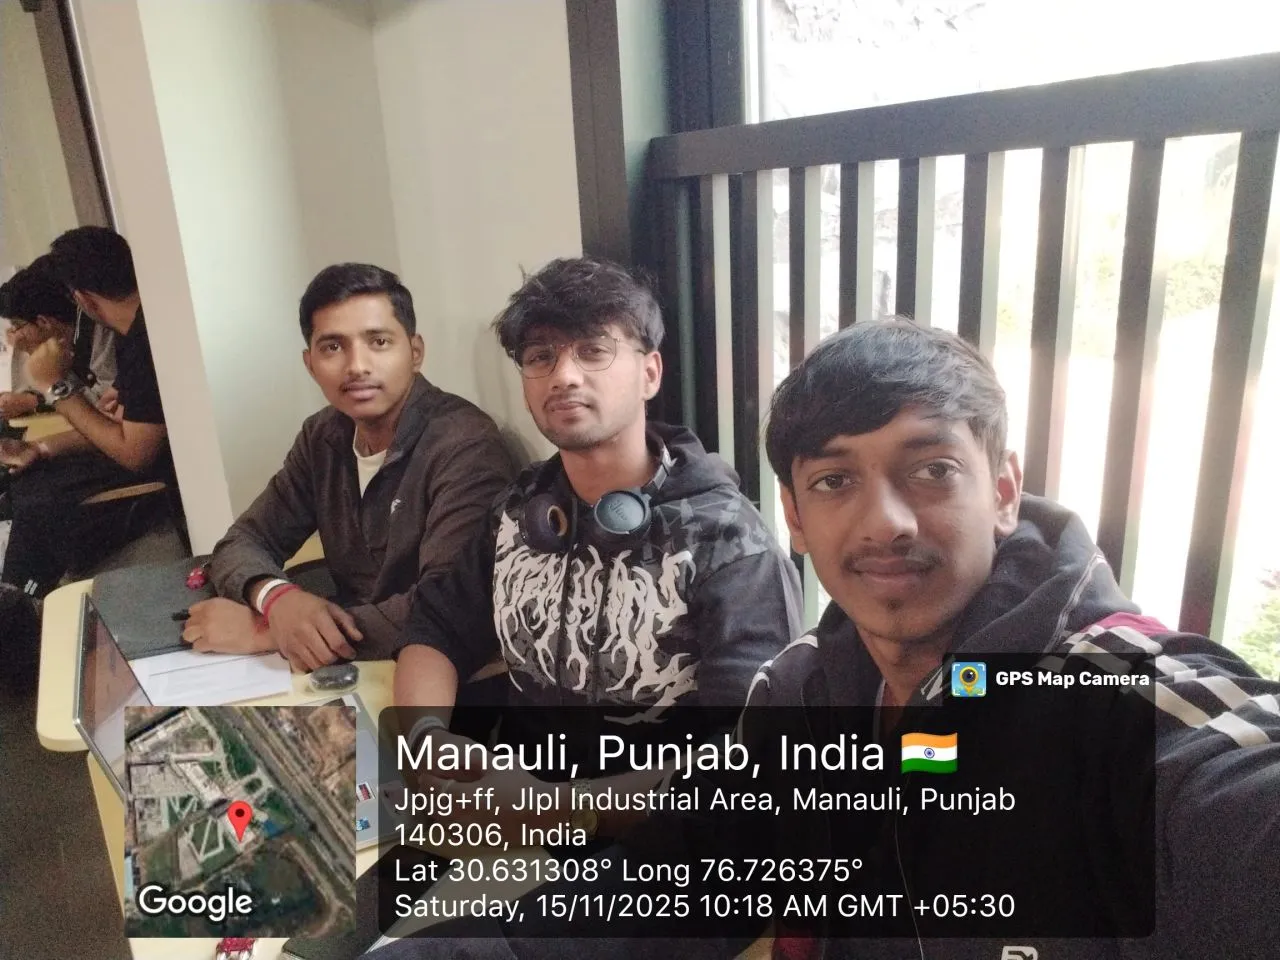 GPS Map Camera
Manauli, Punjab, India
Jpjg+ff, Jlpl Industrial Area, Manauli, Punjab
140306, India
Lat 30.631308° Long 76.726375°
Saturday, 15/11/2025 10:18 AM GMT +05:30
Google